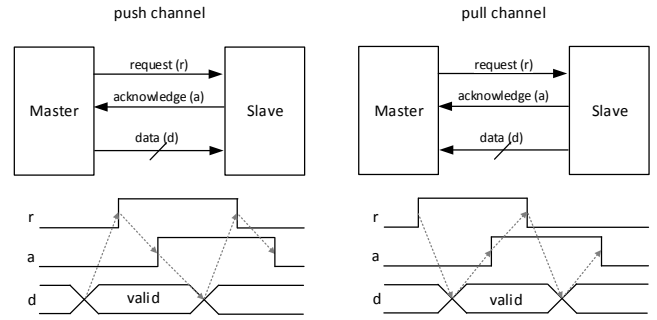 push channel
Master
request (r)
acknowledge (a)
data (d)
Slave
r
a
d
valid
pull channel
Master
request (r)
acknowledge (a)
data (d)
Slave
r
a
d
valid